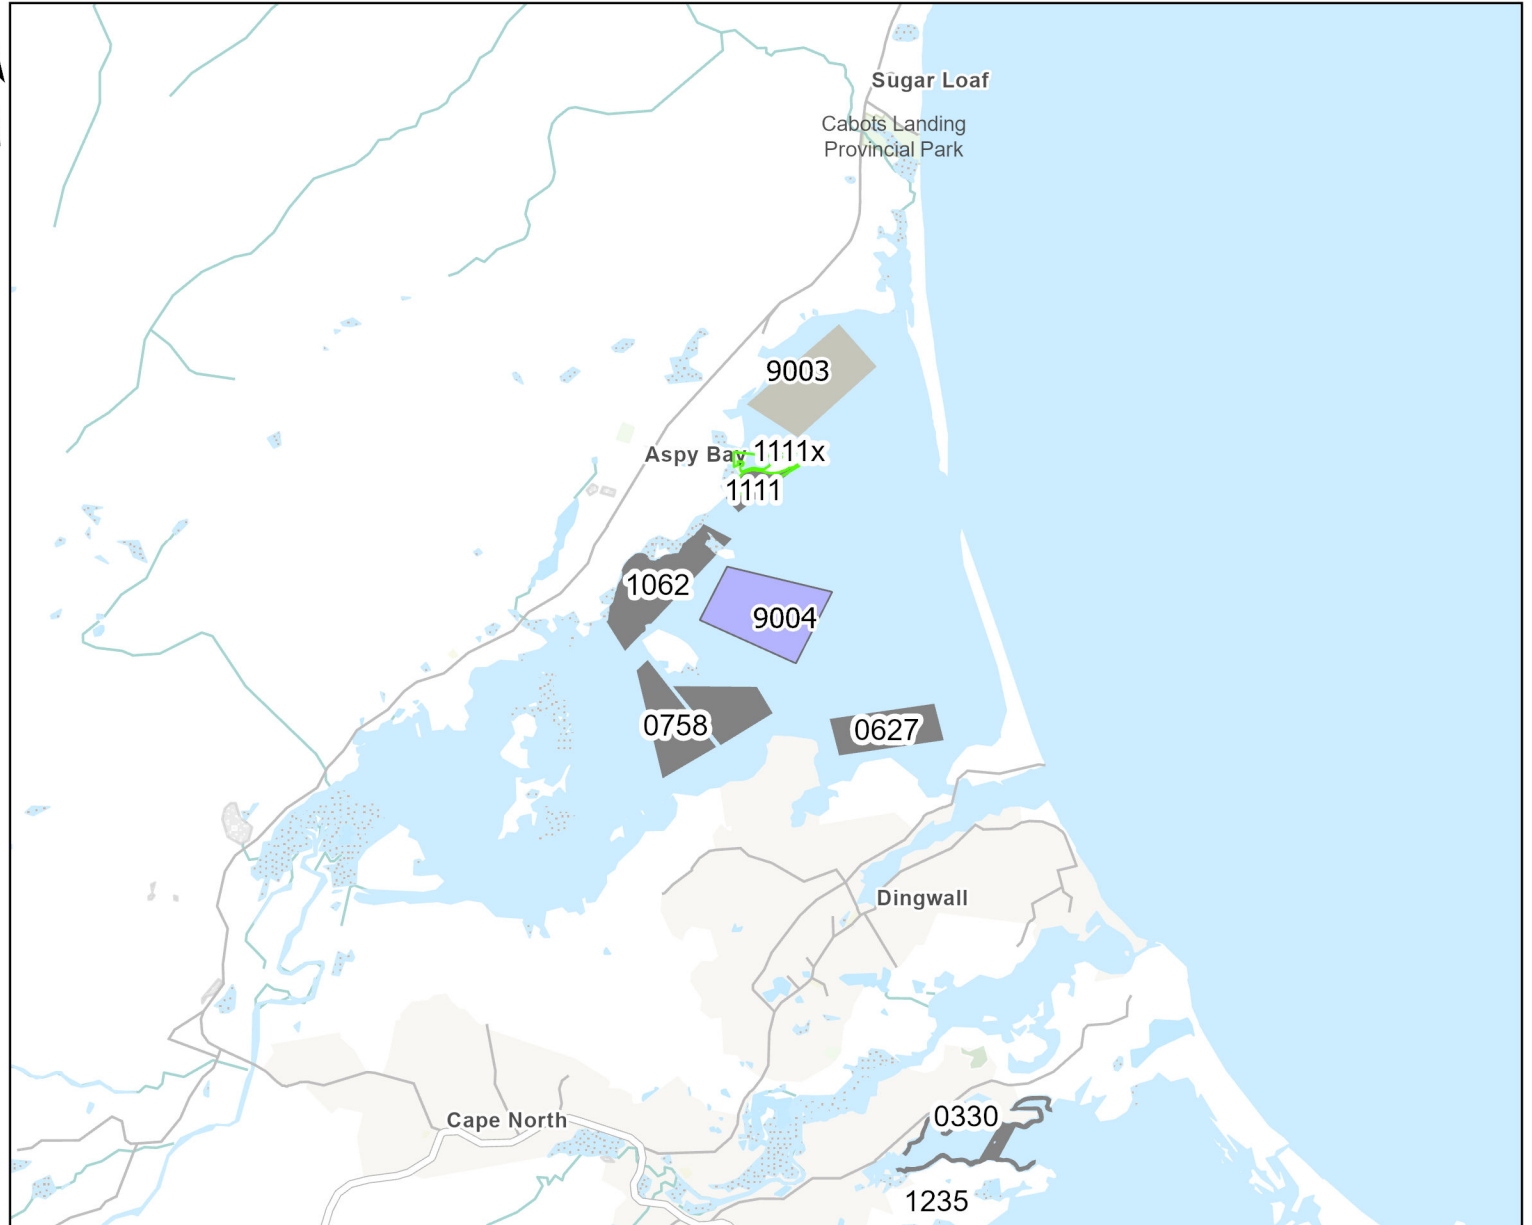 Sugar Loaf
Cabots Landing
Provincial Park
9003
Aspy Bay
1111x
1111
1062
9004
0758
0627
Dingwall
Cape North
0330
1235